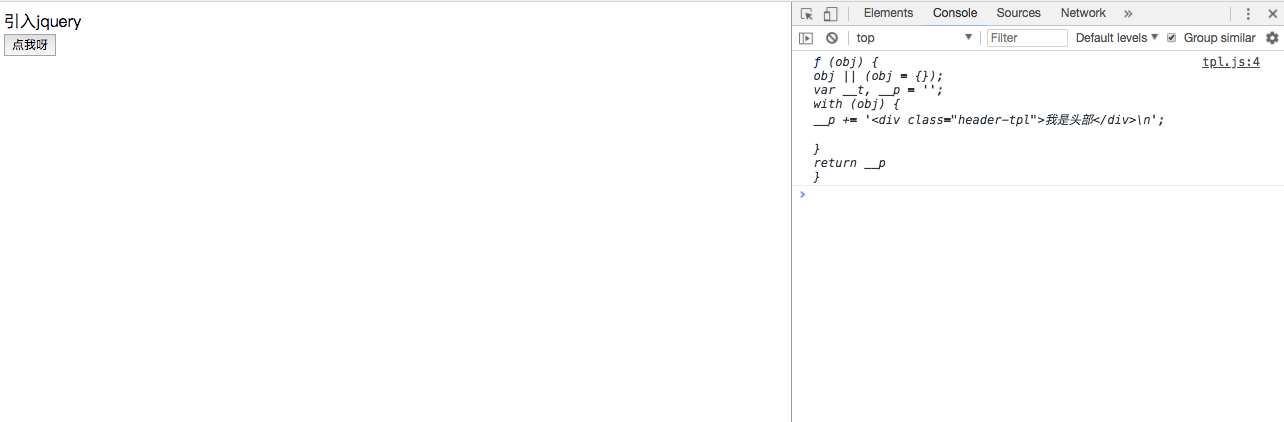 引入jquery
点我呀
Elements Console Sources Network »
top Filter Default levels Group similar
ƒ (obj) { tpl.js:4
obj || (obj = {});
var __t, __p = '';
with (obj) {
__p += '<div class="header-tpl">我是头部</div>\n';
}
return __p
}